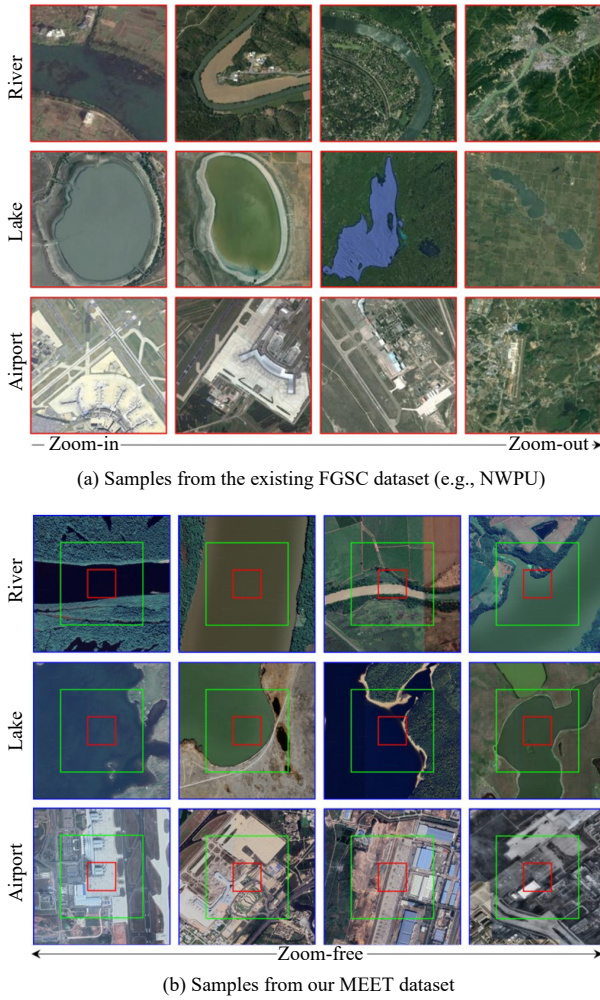 River
Lake
Airport
Zoom-in
Zoom-out
(a) Samples from the existing FGSC dataset (e.g., NWPU)
River
Lake
Airport
Zoom-free
(b) Samples from our MEET dataset